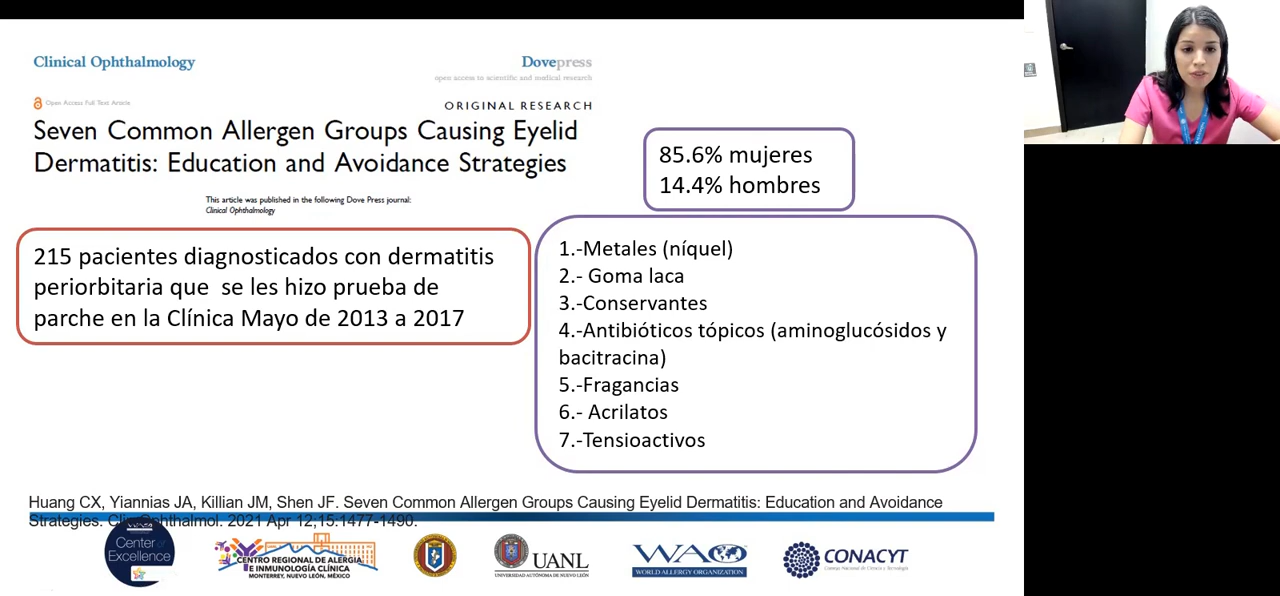 Clinical Ophthalmology
Dovepress
open access to scientific and medical research
Open Access Full Text Article
ORIGINAL RESEARCH
Seven Common Allergen Groups Causing Eyelid
Dermatitis: Education and Avoidance Strategies
This article was published in the following Dove Press journal:
Clinical Ophthalmology
85.6% mujeres
14.4% hombres
215 pacientes diagnosticados con dermatitis
periorbitaria que se les hizo prueba de
parche en la Clínica Mayo de 2013 a 2017
1.-Metales (níquel)
2.- Goma laca
3.-Conservantes
4.-Antibióticos tópicos (aminoglucósidos y
bacitracina)
5.-Fragancias
6.- Acrilatos
7.-Tensioactivos
Huang CX, Yiannias JA, Killian JM, Shen JF. Seven Common Allergen Groups Causing Eyelid Dermatitis: Education and Avoidance
Strategies. Clin Ophthalmol. 2021 Apr 12;15:1477-1490.
Center of
Excellence
CENTRO REGIONAL DE ALERGIA
E INMUNOLOGÍA CLÍNICA
MONTERREY, NUEVO LEÓN, MÉXICO
UANL
UNIVERSIDAD AUTÓNOMA DE NUEVO LEÓN
WAO
WORLD ALLERGY ORGANIZATION
CONACYT
Consejo Nacional de Ciencia y Tecnología